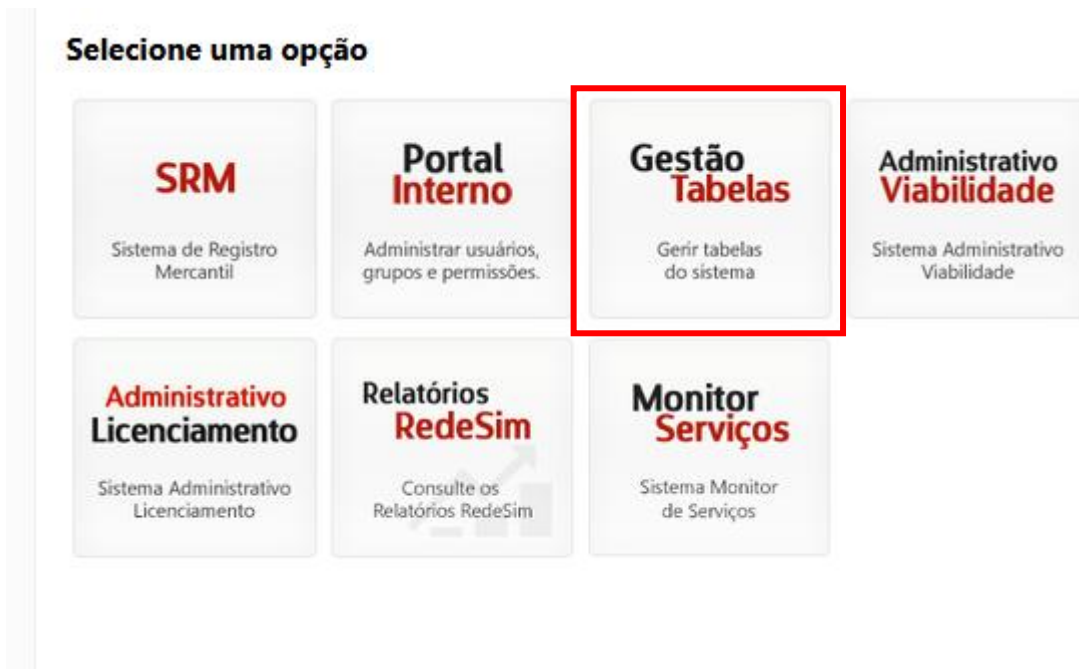 Selecione uma opção
SRM
Sistema de Registro
Mercantil
Portal
Interno
Administrar usuários,
grupos e permissões.
Gestão
Tabelas
Gerir tabelas
do sistema
Administrativo
Viabilidade
Sistema Administrativo
Viabilidade
Administrativo
Licenciamento
Sistema Administrativo
Licenciamento
Relatórios
RedeSim
Consulte os
Relatórios RedeSim
Monitor
Serviços
Sistema Monitor
de Serviços